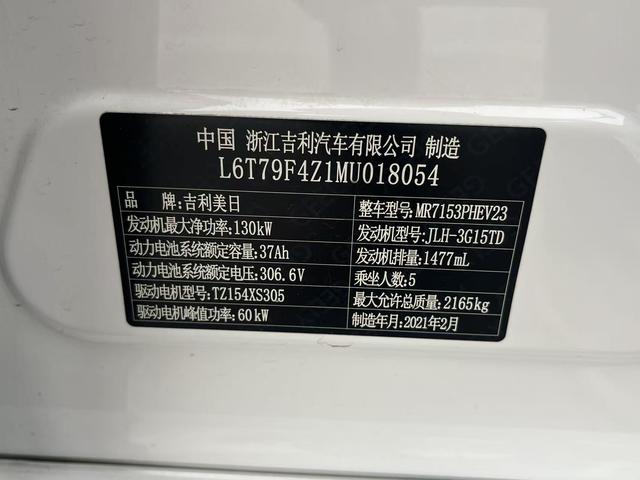 中国 浙江吉利汽车有限公司 制造
L6T79F4Z1MU018054
品 牌:吉利美日
整车型号:MR7153PHEV23
发动机最大净功率:130kW
发动机型号:JLH-3G15TD
动力电池系统额定容量:37Ah
发动机排量:1477mL
动力电池系统额定电压:306.6V
乘坐人数:5
驱动电机型号:TZ154XS305
最大允许总质量:2165kg
驱动电机峰值功率:60kW
制造年月:2021年2月